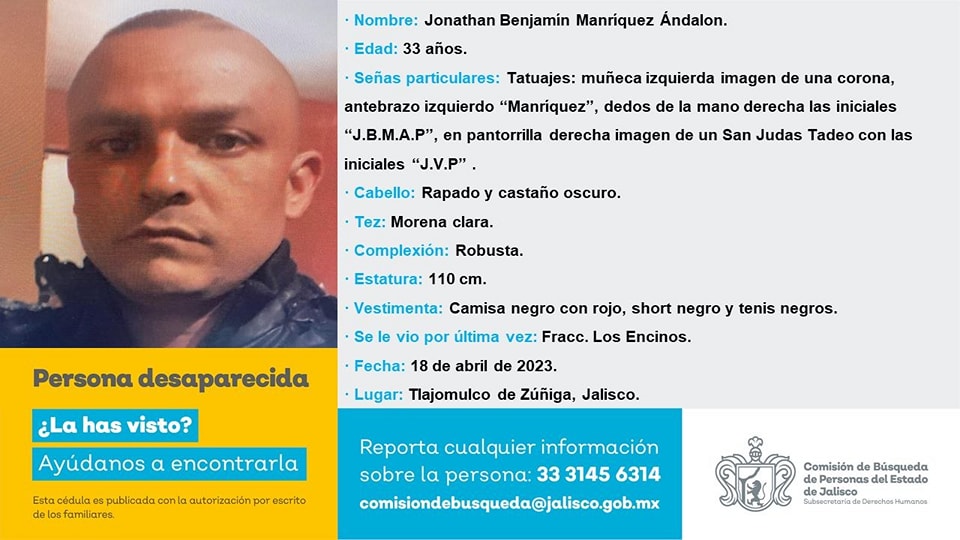 · Nombre: Jonathan Benjamín Manríquez Ándalon.
· Edad: 33 años.
· Señas particulares: Tatuajes: muñeca izquierda imagen de una corona,
antebrazo izquierdo “Manríquez”, dedos de la mano derecha las iniciales
“J.B.M.A.P”, en pantorrilla derecha imagen de un San Judas Tadeo con las
iniciales “J.V.P” .
· Cabello: Rapado y castaño oscuro.
· Tez: Morena clara.
· Complexión: Robusta.
· Estatura: 110 cm.
· Vestimenta: Camisa negro con rojo, short negro y tenis negros.
· Se le vio por última vez: Fracc. Los Encinos.
· Fecha: 18 de abril de 2023.
· Lugar: Tlajomulco de Zúñiga, Jalisco.
Persona desaparecida
¿La has visto?
Ayúdanos a encontrarla
Esta cédula es publicada con la autorización por escrito
de los familiares.
Reporta cualquier información
sobre la persona: 33 3145 6314
comisiondebusqueda@jalisco.gob.mx
Comisión de Búsqueda
de Personas del Estado
de Jalisco
Subsecretaría de Derechos Humanos